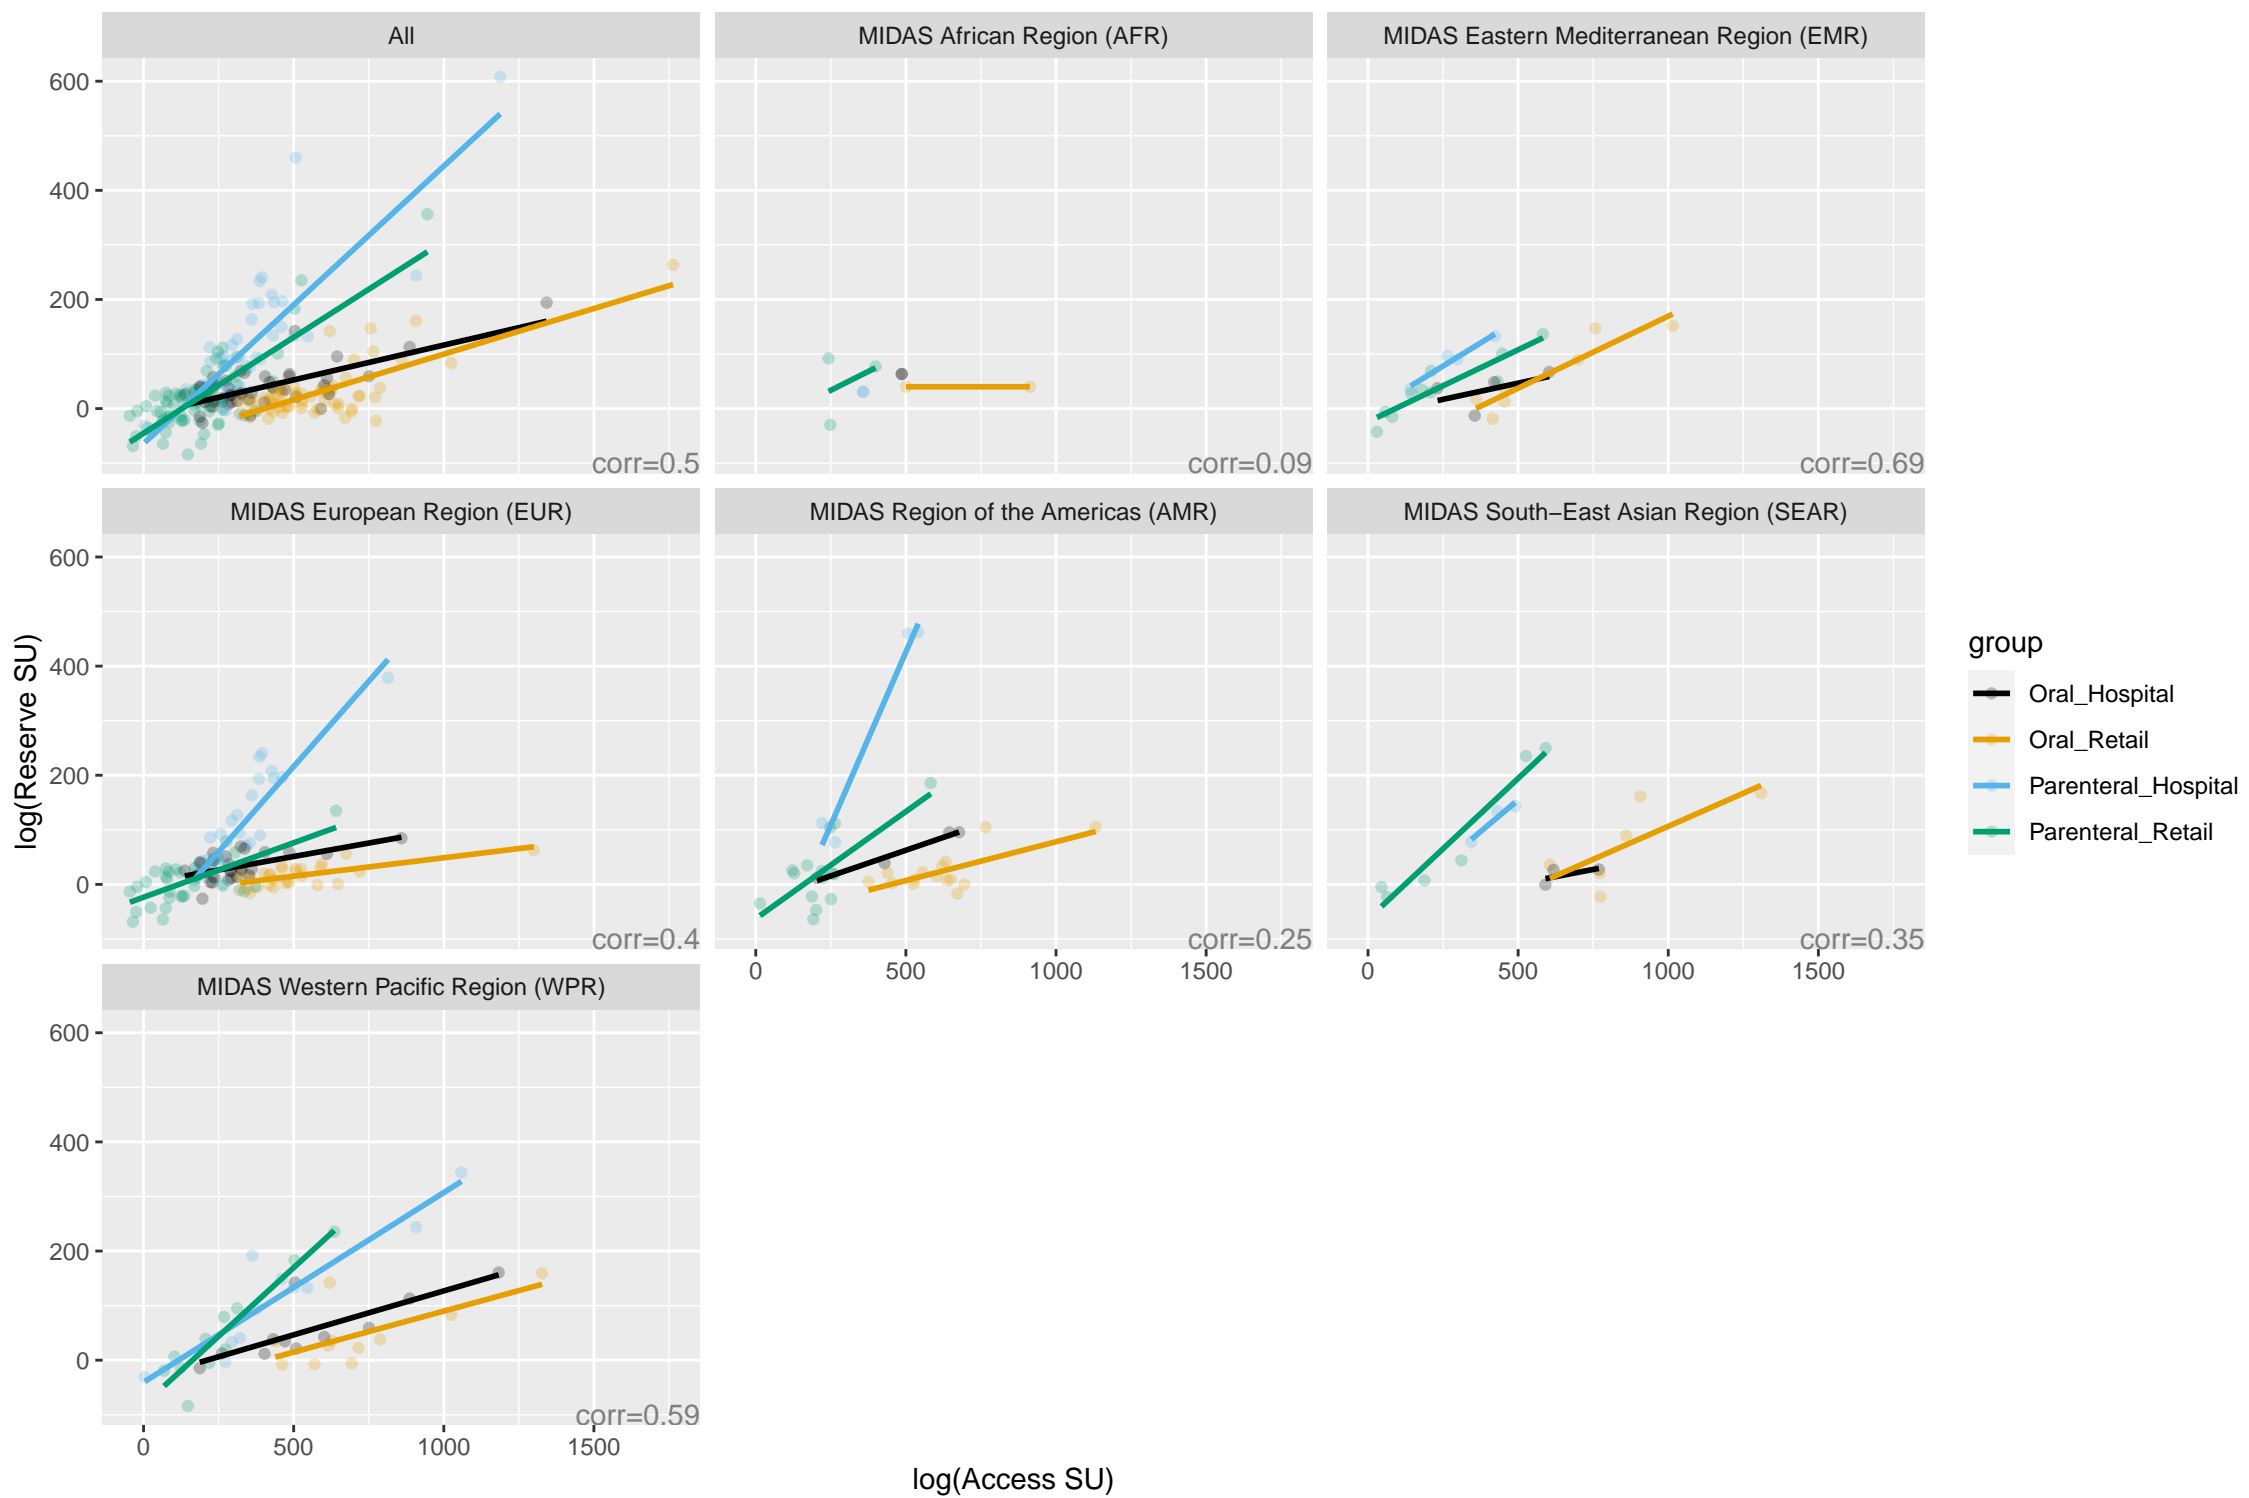 All
MIDAS African Region (AFR)
MIDAS Eastern Mediterranean Region (EMR)
600
400
200
0
corr=0.5
corr=0.09
corr=0.69
MIDAS European Region (EUR)
MIDAS Region of the Americas (AMR)
MIDAS South−East Asian Region (SEAR)
600
400
200
0
corr=0.4
corr=0.25
corr=0.35
0
500
1000
1500
0
500
1000
1500
MIDAS Western Pacific Region (WPR)
600
400
200
0
corr=0.59
0
500
1000
1500
log(Access SU)
log(Reserve SU)
group
Oral_Hospital
Oral_Retail
Parenteral_Hospital
Parenteral_Retail